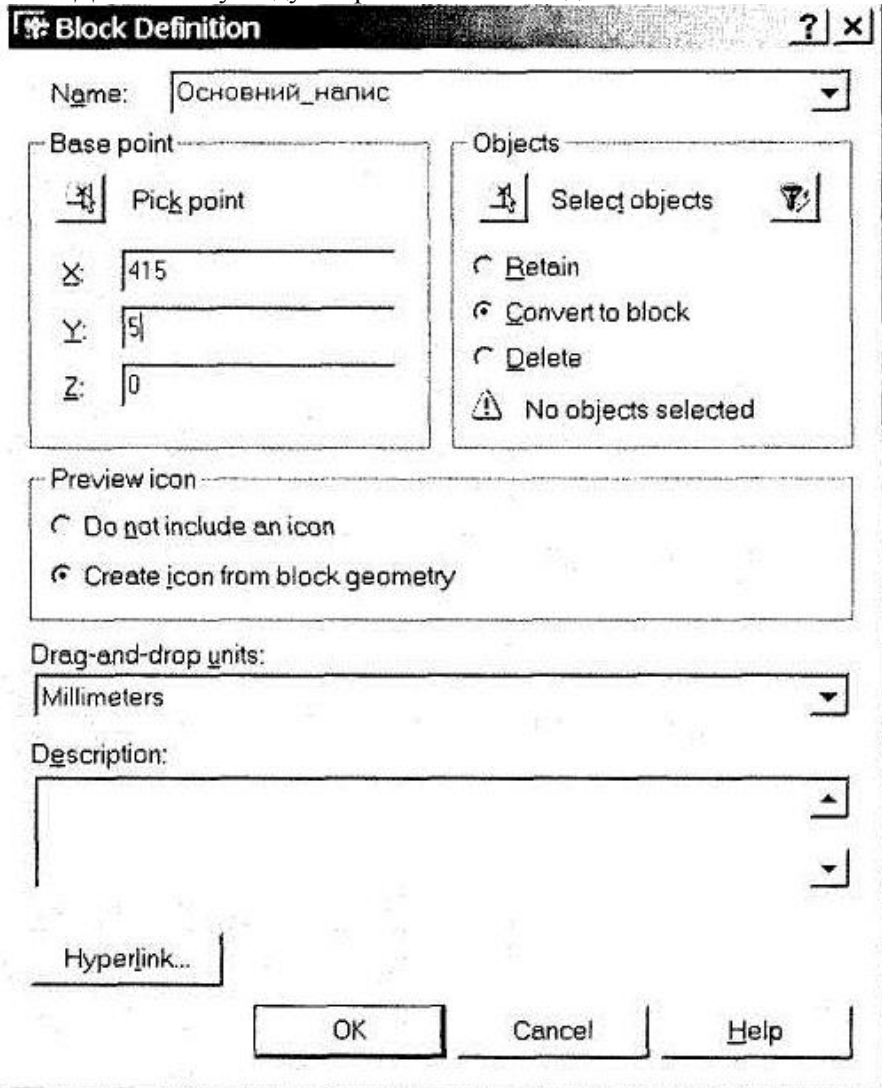 Block Definition
Name: Основний_напис
Base point
Pick point
X: 415
Y: 5
Z: 0
Objects
Select objects
Retain
Convert to block
Delete
No objects selected
Preview icon
Do not include an icon
Create icon from block geometry
Drag-and-drop units:
Millimeters
Description:
Hyperlink...
OK Cancel Help